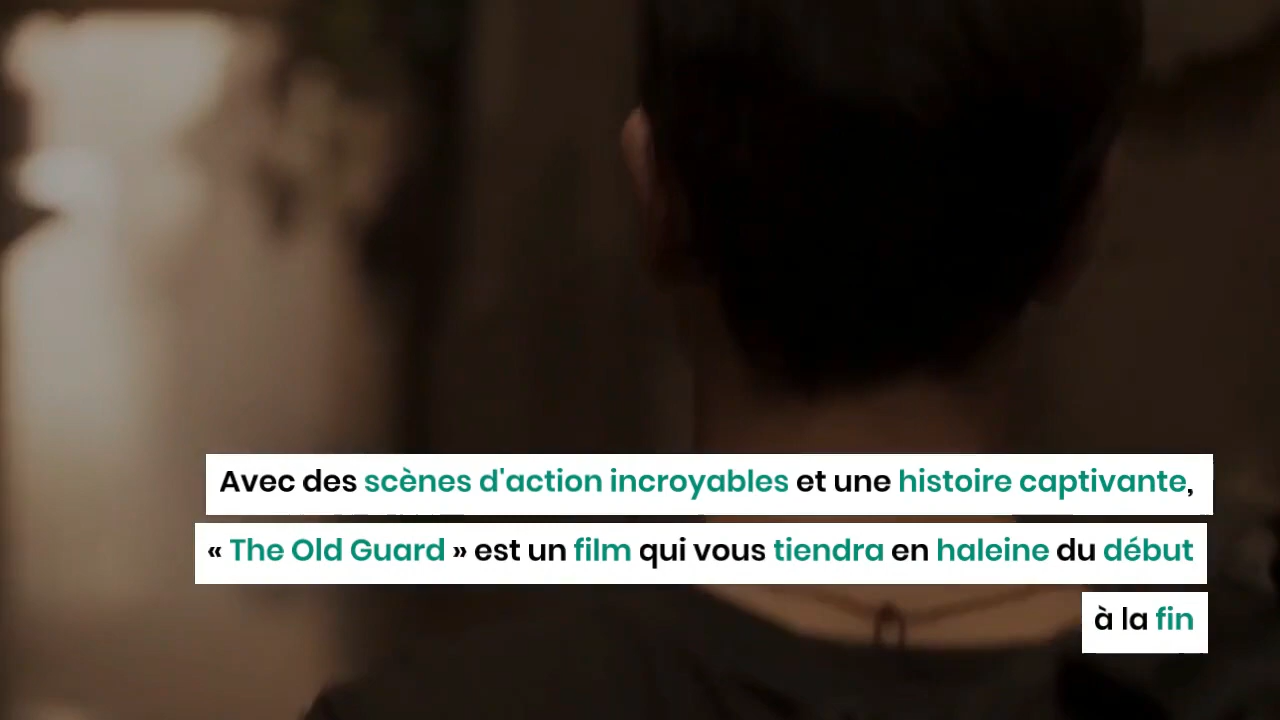 Avec des scènes d'action incroyables et une histoire captivante,
« The Old Guard » est un film qui vous tiendra en haleine du début
à la fin